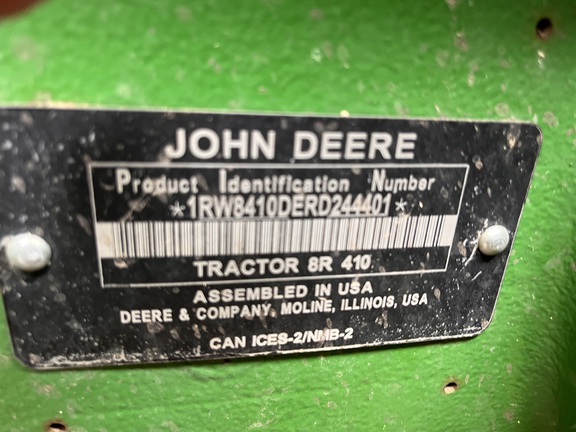 JOHN DEERE
Product Identification Number
*1RW8410DERD244401*
TRACTOR 8R 410
ASSEMBLED IN USA
DEERE & COMPANY, MOLINE, ILLINOIS, USA
CAN ICES-2/NMB-2